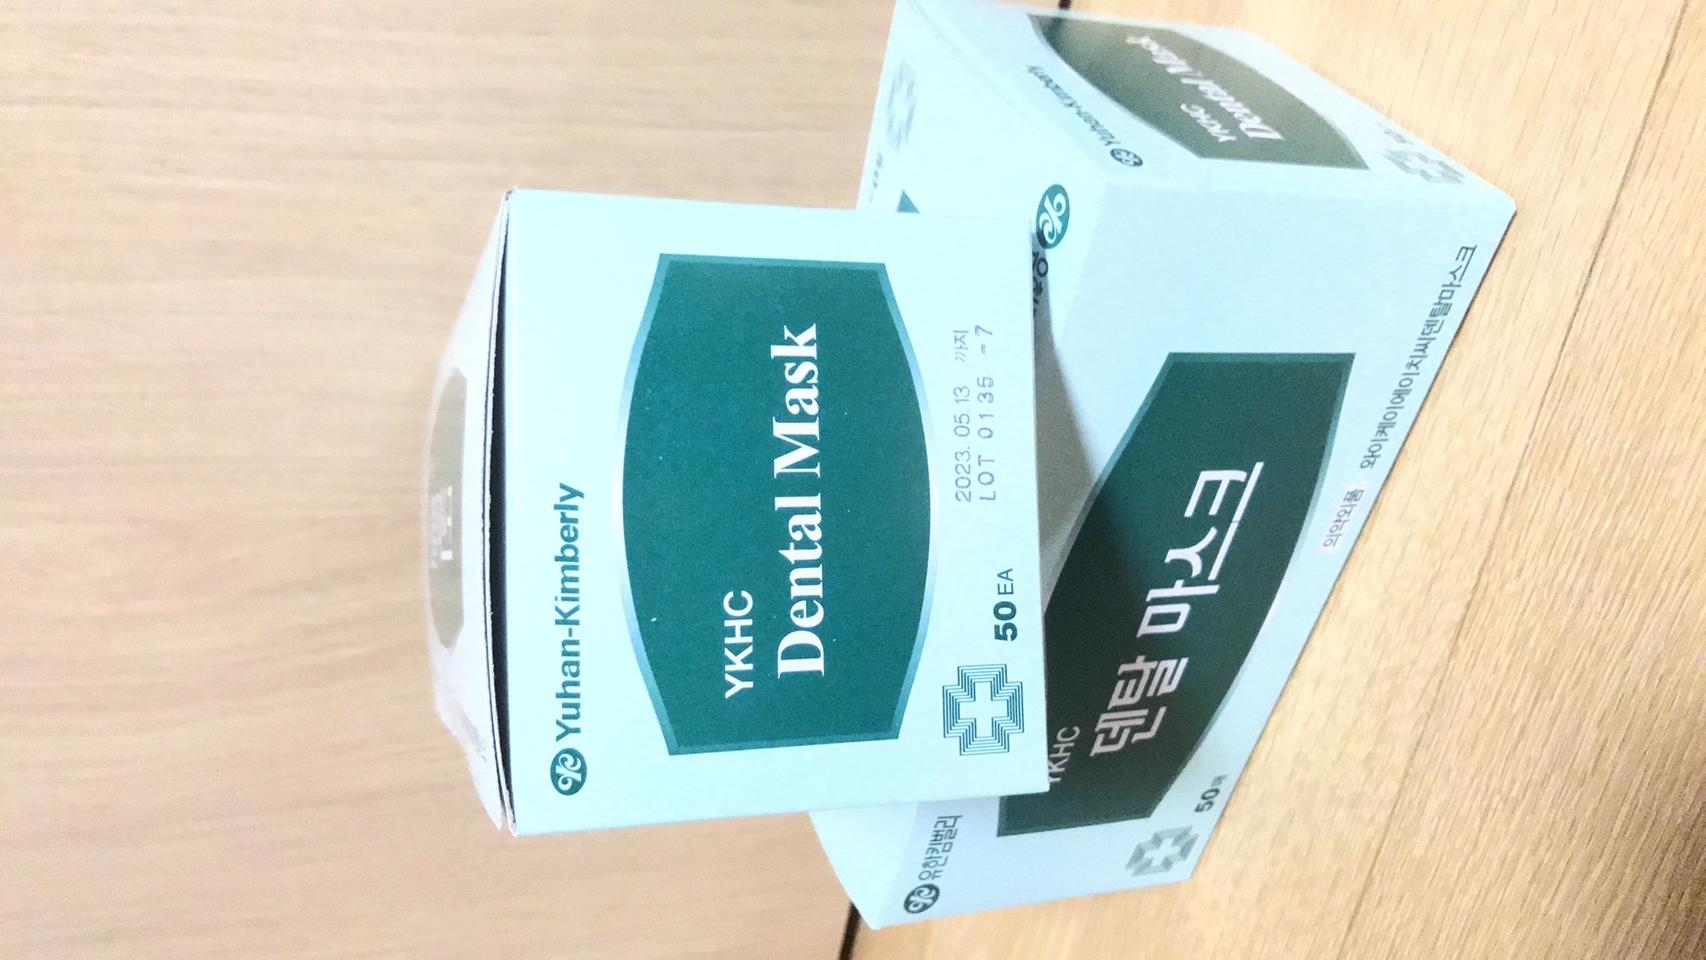 Yuhan-Kimberly
YKHC
Dental Mask
2023. 05. 13 까지
LOT 0135 -7
50 EA
유한킴벌리
YKHC
덴탈 마스크
50매
의약외품 와이케이에이치씨덴탈마스크
Yuhan-Kimberly
YKHC
Dental Mask